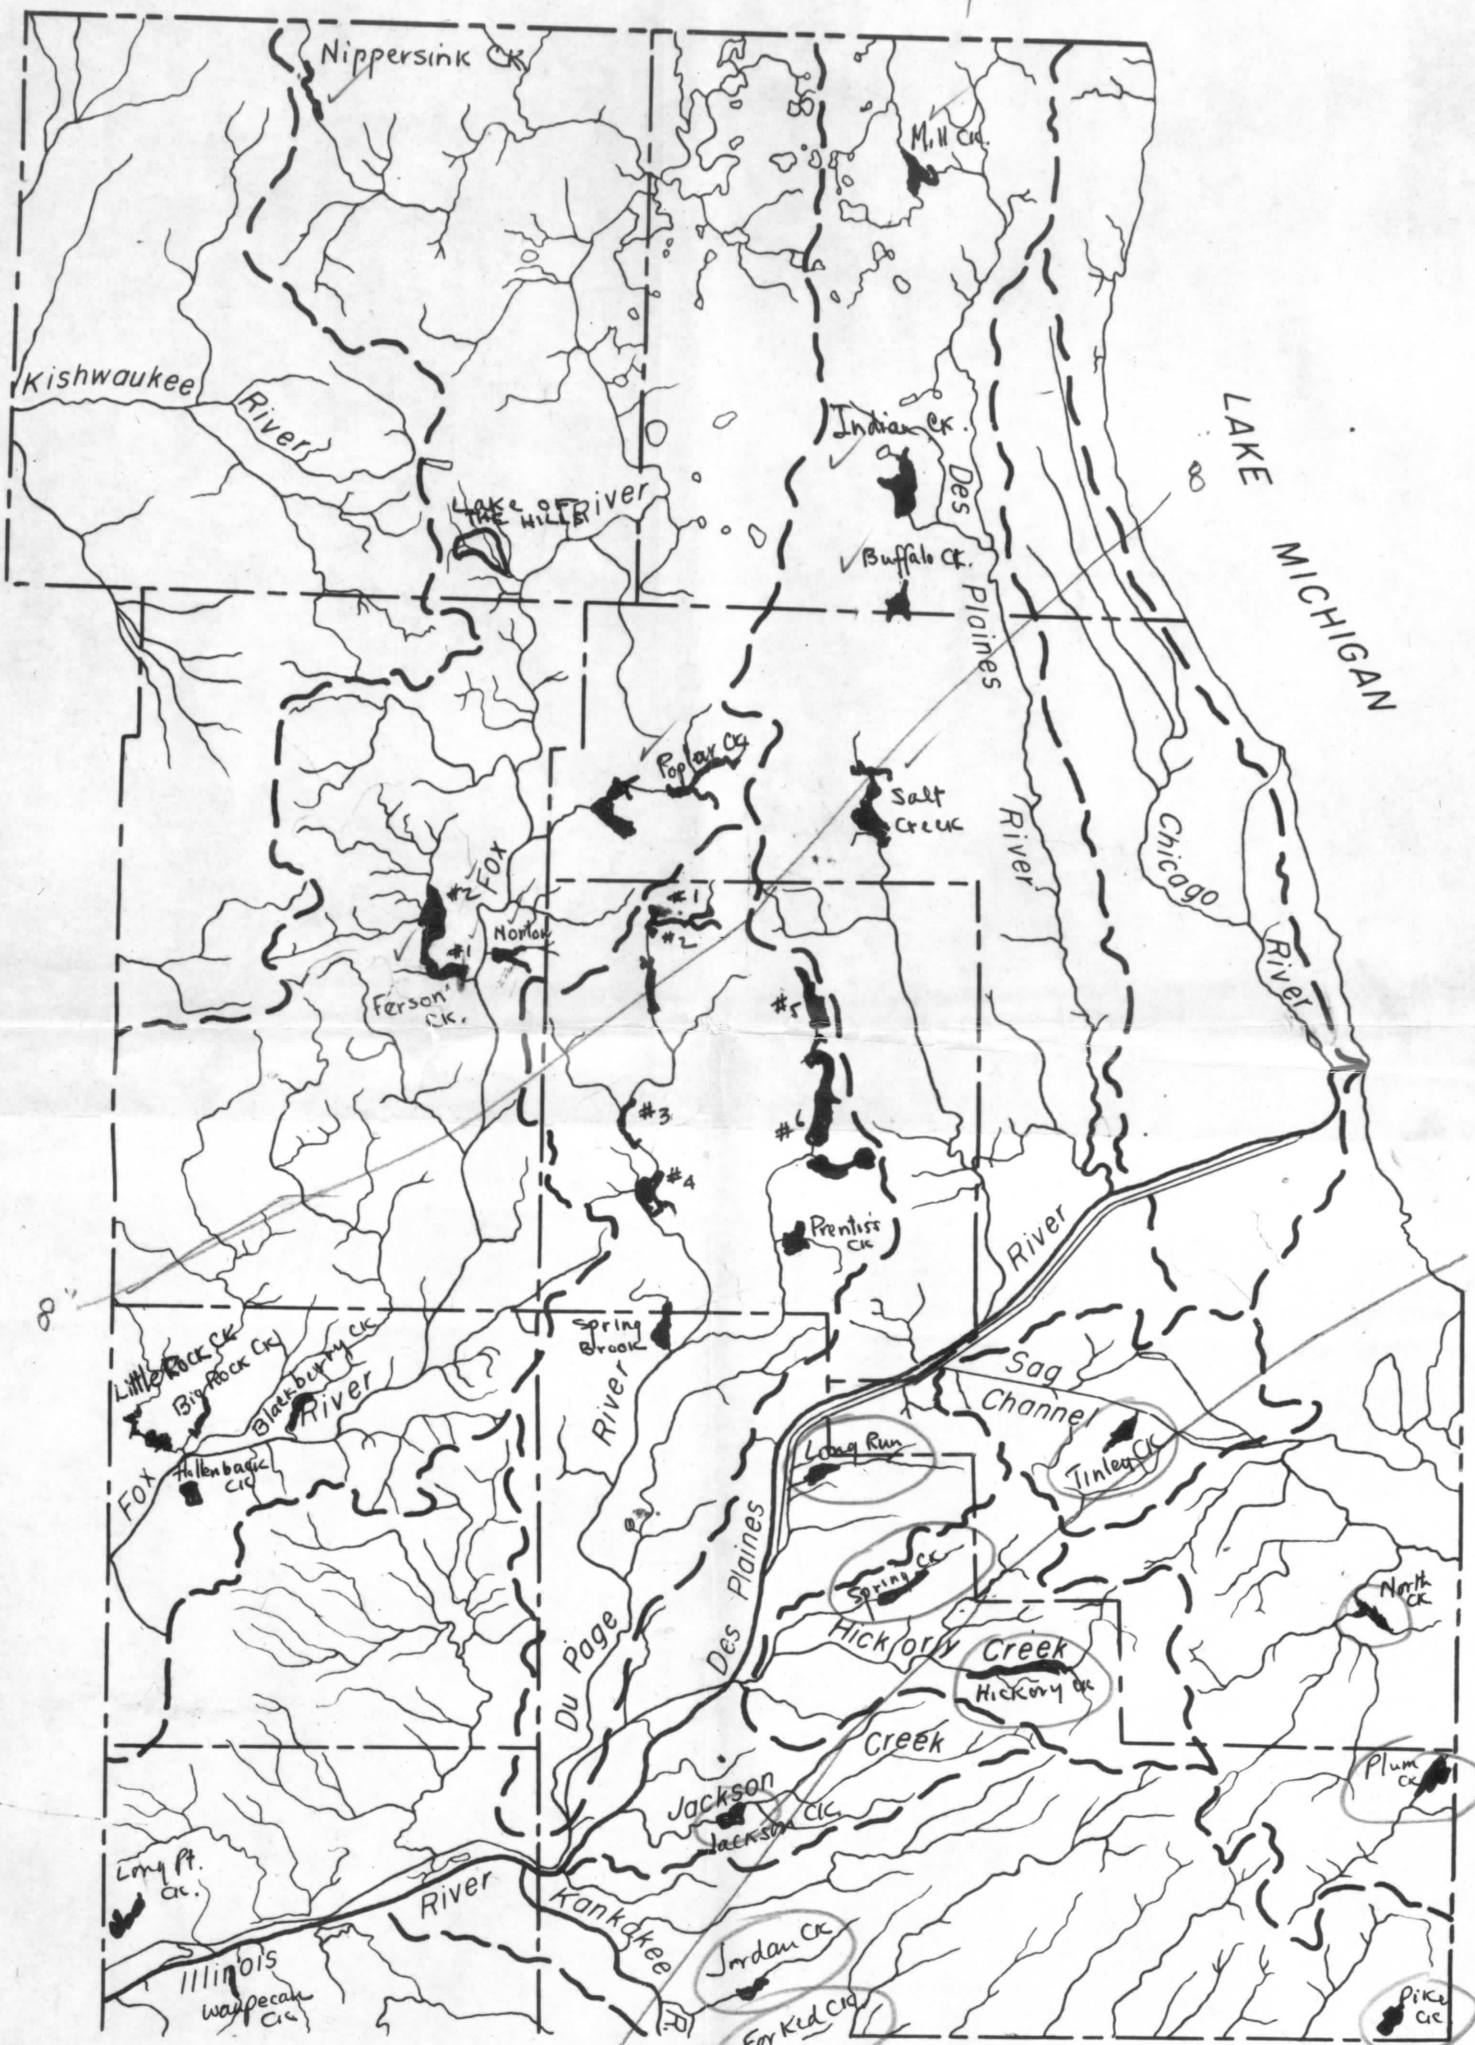 Nippersink CK
Mill CK.
Kishwaukee
River
LAKE
MICHIGAN
Indian CK.
Des
Plaines
River
Lake OF
THE HILLS
River
Buffalo CK.
8
Poplar CK
Salt
Creek
Chicago
River
Fox
#2
#1
Norton
Ferson
CK.
#1
#2
#5
#3
#6
#4
Prentiss
CK
River
8"
Spring
Brook
Little Rock CK
Big Rock CK
Blackburry CK
River
Fox
Hollenback
CK
River
Sag
Channel
Long Run
Tinley CK
Des Plaines
Spring CK
North
CK
Hickory Creek
Hickory CK
Du Page
Creek
Plum
CK
Jackson
Jackson CK.
Long Pt.
CK.
River
Kankakee
Illinois
Waupecan
CK
Jordan CK
Forked CK.
Pike
CK